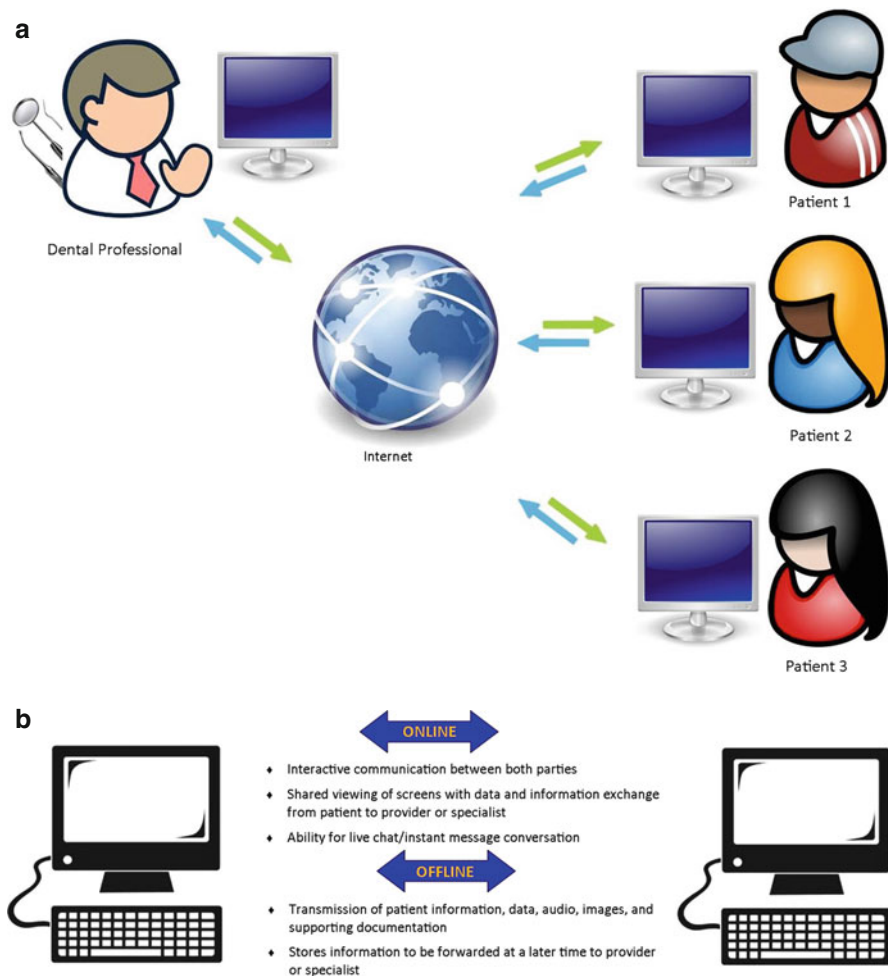 a
Dental Professional
Internet
Patient 1
Patient 2
Patient 3
b
ONLINE
♦ Interactive communication between both parties
♦ Shared viewing of screens with data and information exchange
from patient to provider or specialist
♦ Ability for live chat/instant message conversation
OFFLINE
♦ Transmission of patient information, data, audio, images, and
supporting documentation
♦ Stores information to be forwarded at a later time to provider
or specialist